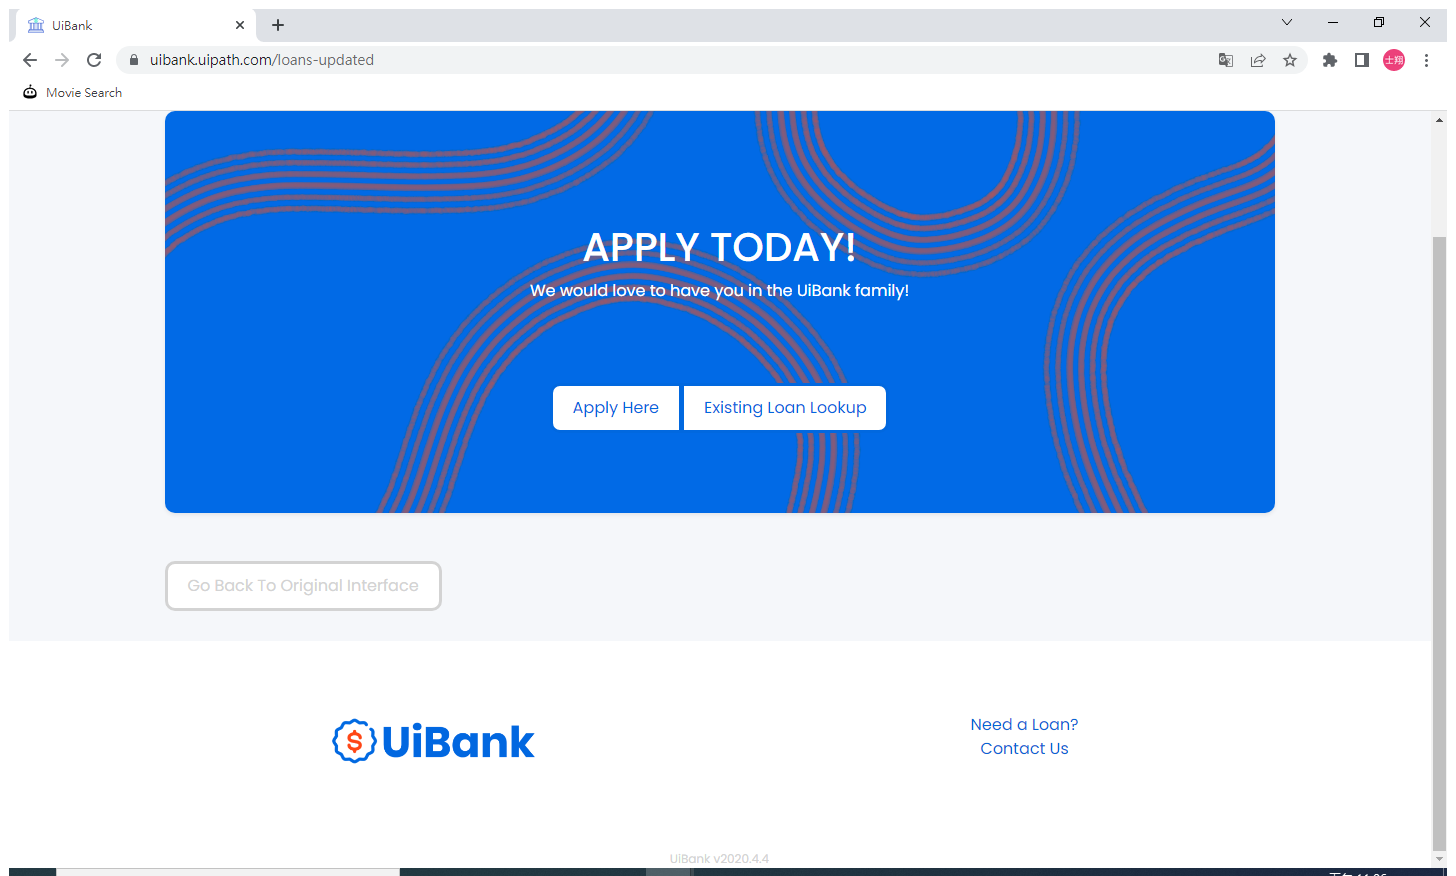 UiBank
uibank.uipath.com/loans-updated
士翔
Movie Search
APPLY TODAY!
We would love to have you in the UiBank family!
Apply Here
Existing Loan Lookup
Go Back To Original Interface
$ UiBank
Need a Loan?
Contact Us
UiBank v2020.4.4